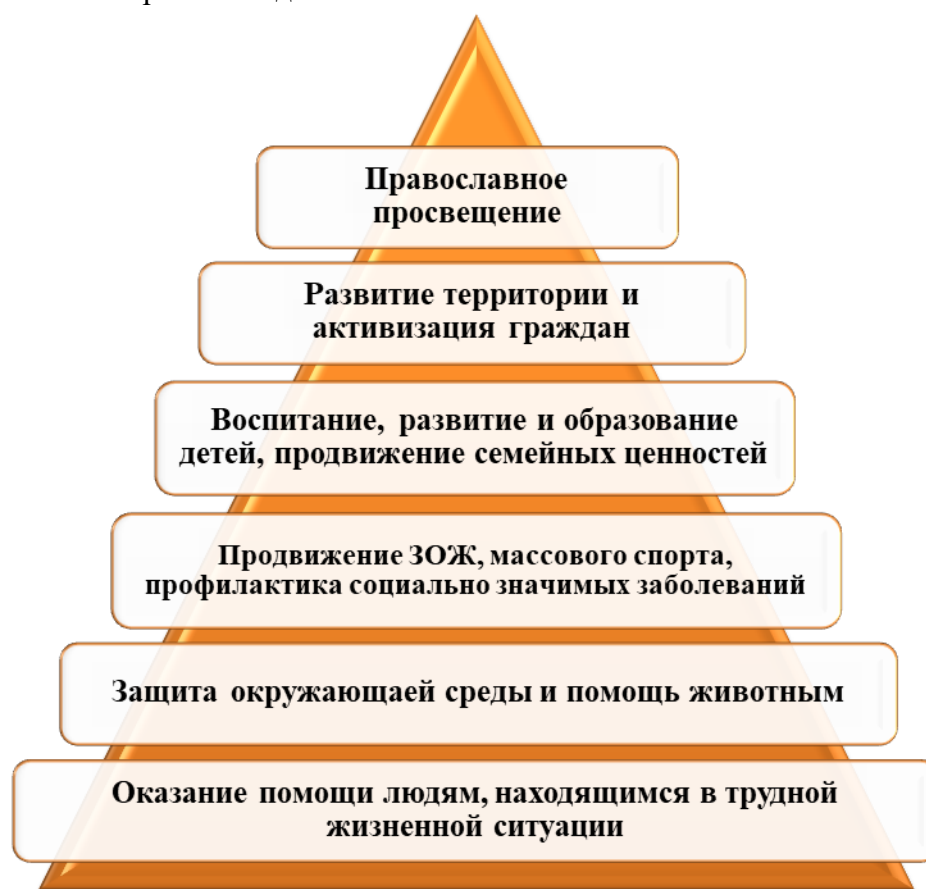 Православное
просвещение
Развитие территории и
активизация граждан
Воспитание, развитие и образование
детей, продвижение семейных ценностей
Продвижение ЗОЖ, массового спорта,
профилактика социально значимых заболеваний
Защита окружающаей среды и помощь животным
Оказание помощи людям, находящимся в трудной
жизненной ситуации